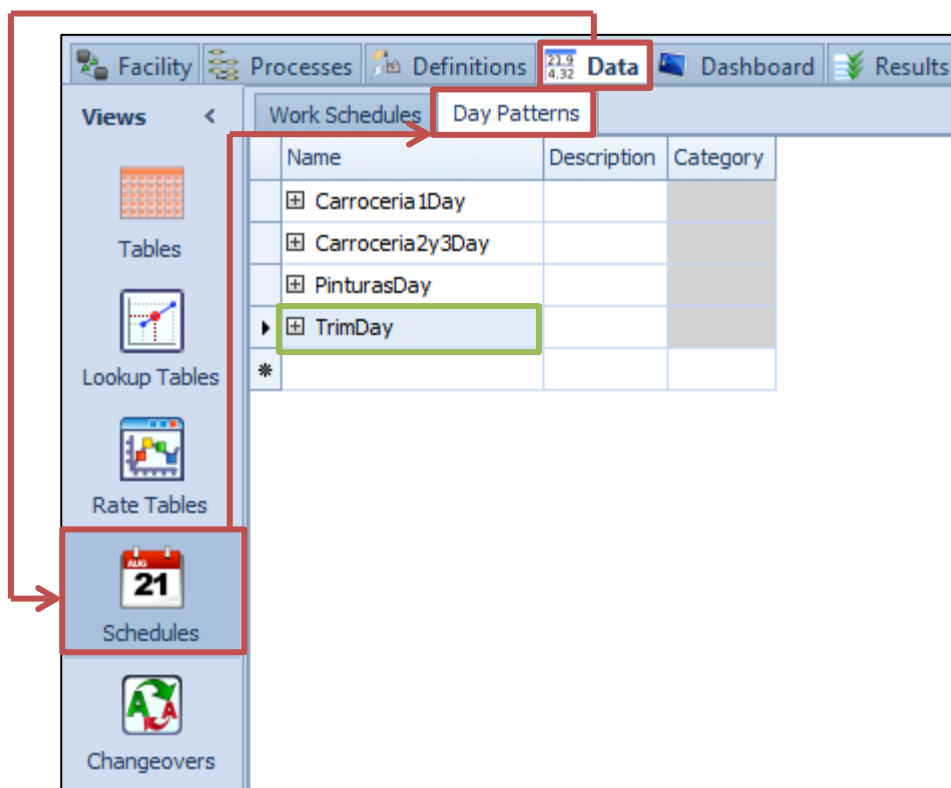 Facility Processes Definitions 21.9 4.32 Data Dashboard Results
Views <
Work Schedules Day Patterns
Name Description Category
Carroceria1Day
Carroceria2y3Day
PinturasDay
TrimDay
Tables
Lookup Tables
Rate Tables
AUG
21
Schedules
A A
Changeovers